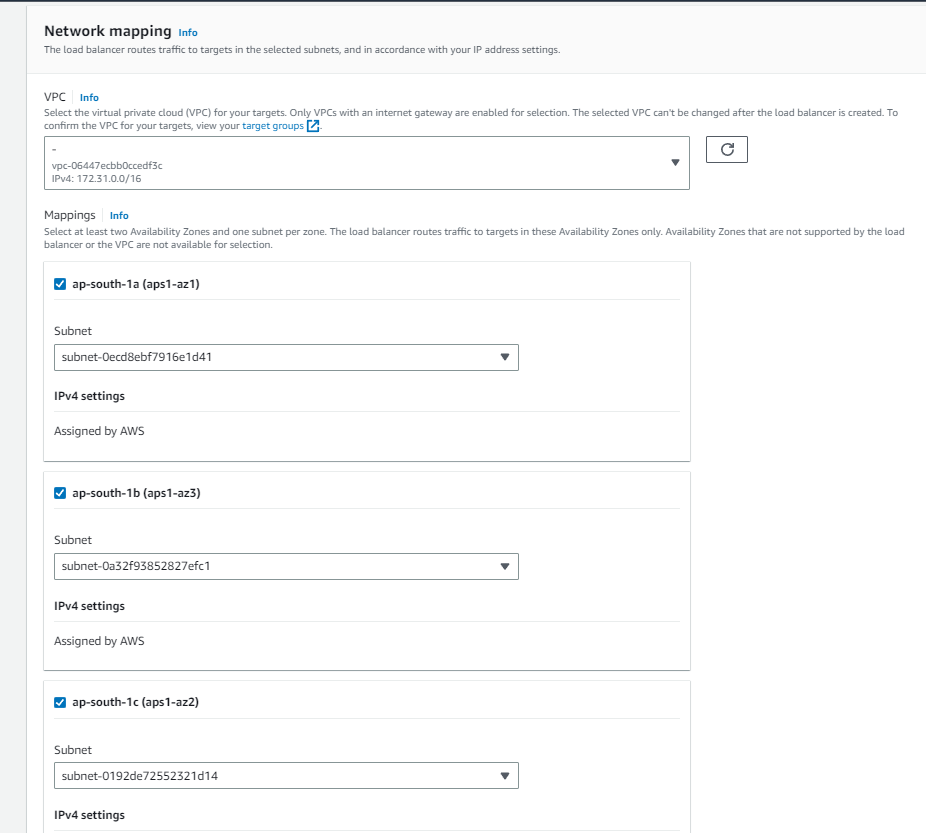 Network mapping Info
The load balancer routes traffic to targets in the selected subnets, and in accordance with your IP address settings.
VPC Info
Select the virtual private cloud (VPC) for your targets. Only VPCs with an internet gateway are enabled for selection. The selected VPC can't be changed after the load balancer is created. To
confirm the VPC for your targets, view your target groups.
-
vpc-06447ecbb0ccedf3c
IPv4: 172.31.0.0/16
Mappings Info
Select at least two Availability Zones and one subnet per zone. The load balancer routes traffic to targets in these Availability Zones only. Availability Zones that are not supported by the load
balancer or the VPC are not available for selection.
ap-south-1a (aps1-az1)
Subnet
subnet-0ecd8ebf7916e1d41
IPv4 settings
Assigned by AWS
ap-south-1b (aps1-az3)
Subnet
subnet-0a32f93852827efc1
IPv4 settings
Assigned by AWS
ap-south-1c (aps1-az2)
Subnet
subnet-0192de72552321d14
IPv4 settings